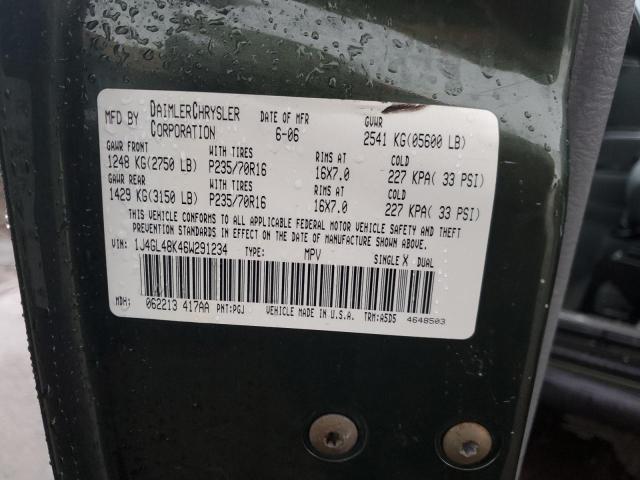 MFD BY DAIMLERCHRYSLER CORPORATION DATE OF MFR 6-06 GVWR 2541 KG(05600 LB)
GAWR FRONT WITH TIRES RIMS AT COLD
1248 KG(2750 LB) P235/70R16 16X7.0 227 KPA( 33 PSI)
GAWR REAR WITH TIRES RIMS AT COLD
1429 KG(3150 LB) P235/70R16 16X7.0 227 KPA( 33 PSI)
THIS VEHICLE CONFORMS TO ALL APPLICABLE FEDERAL MOTOR VEHICLE SAFETY AND THEFT
PREVENTION STANDARDS IN EFFECT ON THE DATE OF MANUFACTURE SHOWN ABOVE.
VIN: 1J4GL48K46W291234 TYPE: MPV SINGLE X DUAL
MDH: 062213 417AA PNT:PGJ VEHICLE MADE IN U.S.A. TRM:A5D5 4648503